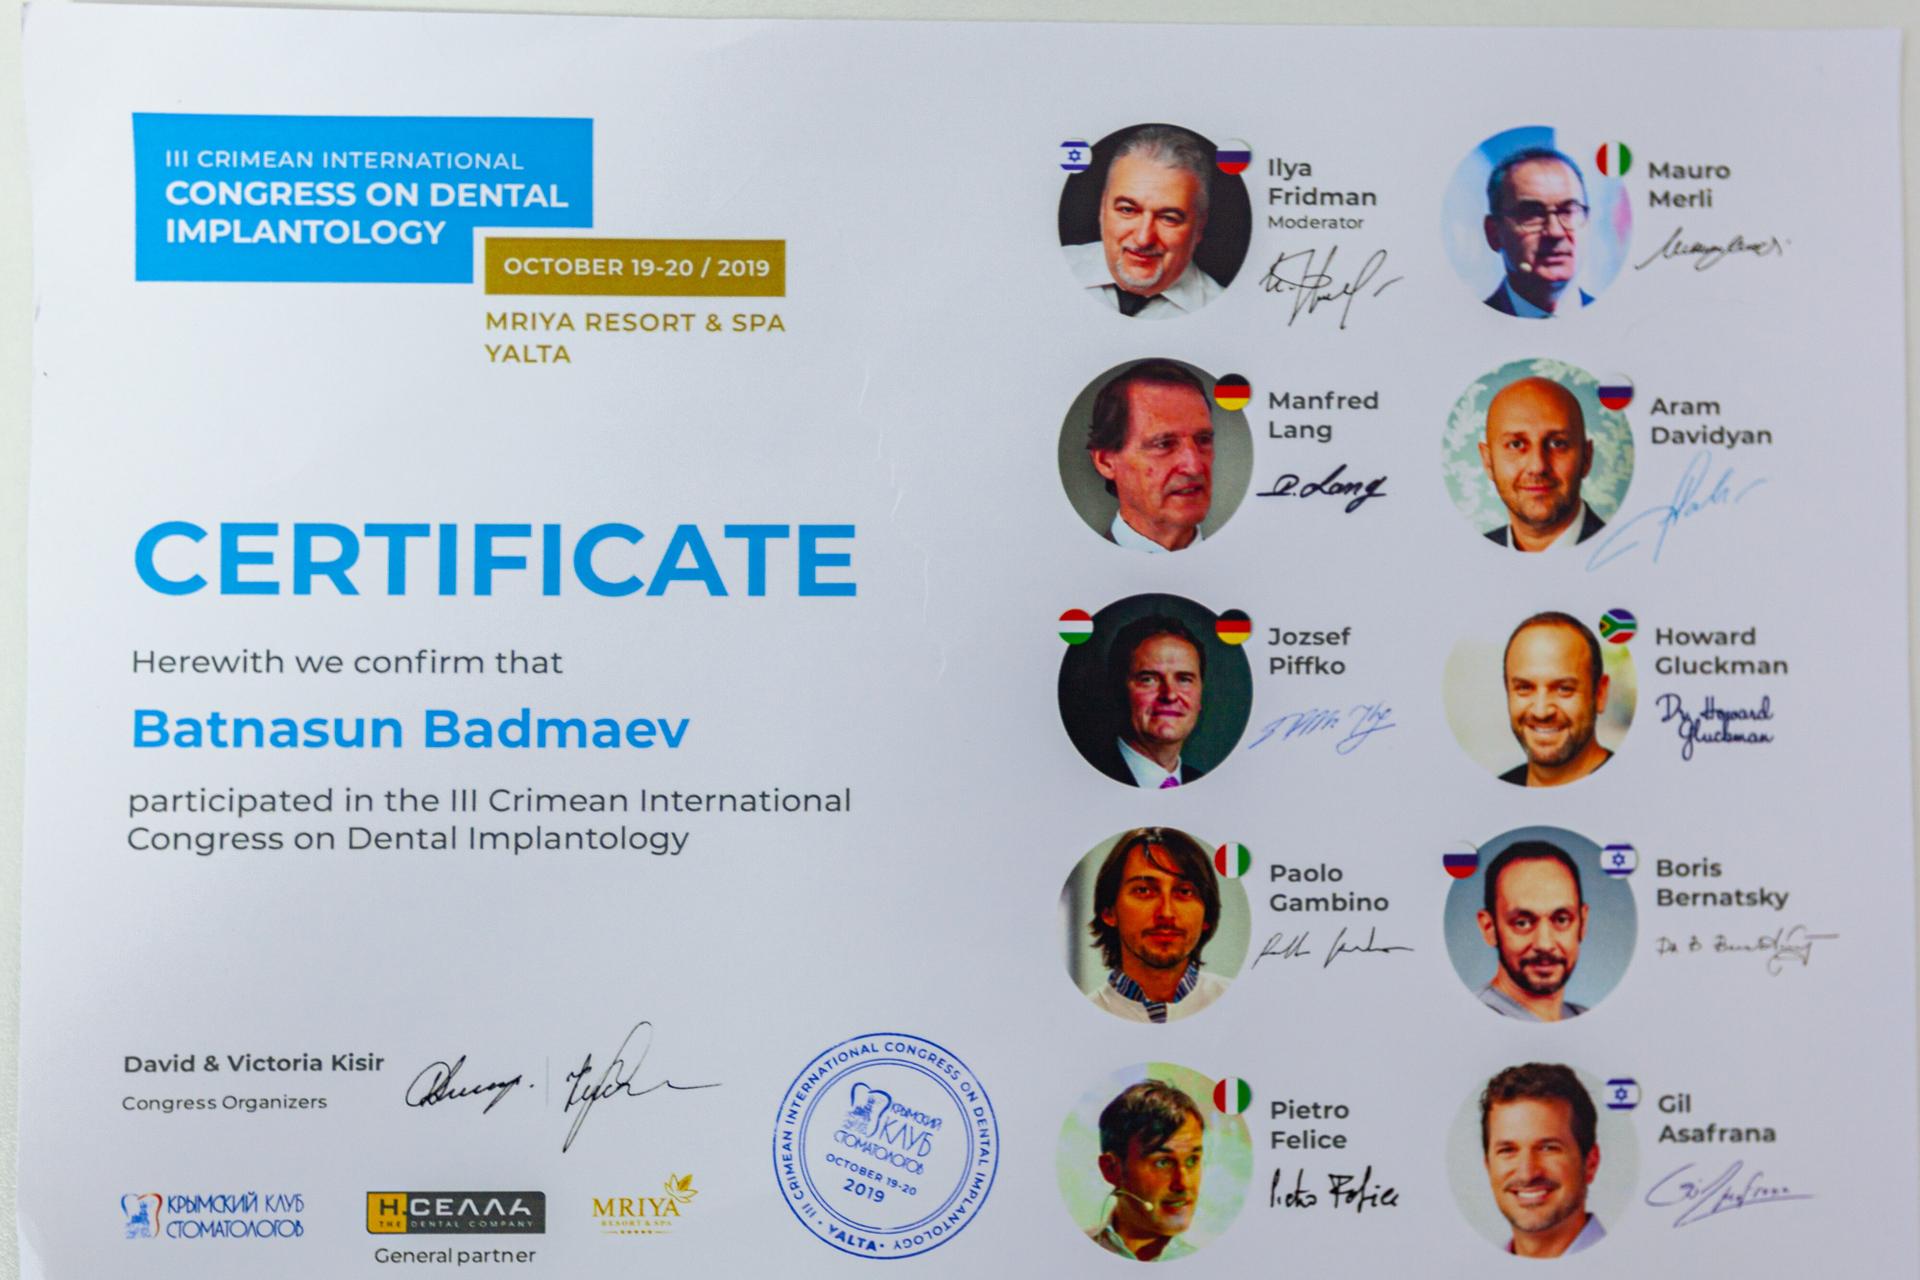 III CRIMEAN INTERNATIONAL
CONGRESS ON DENTAL
IMPLANTOLOGY
OCTOBER 19-20 / 2019
MRIYA RESORT & SPA
YALTA
CERTIFICATE
Herewith we confirm that
Batnasun Badmaev
participated in the III Crimean International
Congress on Dental Implantology
David & Victoria Kisir
Congress Organizers
КРЫМСКИЙ КЛУБ
СТОМАТОЛОГОВ
Н.СЕЛЛА
THE DENTAL COMPANY
General partner
MRIYA
RESORT & SPA
III CRIMEAN INTERNATIONAL CONGRESS ON DENTAL IMPLANTOLOGY
YALTA
КРЫМСКИЙ
КЛУБ
СТОМАТОЛОГОВ
OCTOBER 19-20
2019
Ilya
Fridman
Moderator
Mauro
Merli
Manfred
Lang
Aram
Davidyan
Jozsef
Piffko
Howard
Gluckman
Dr Howard
Gluckman
Paolo
Gambino
Boris
Bernatsky
Pietro
Felice
Gil
Asafrana